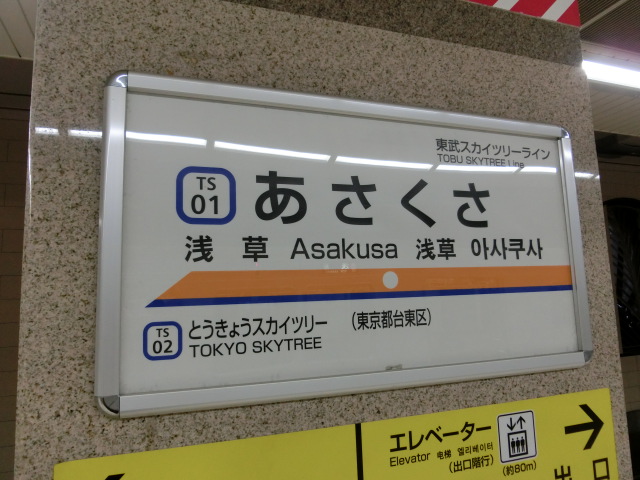 東武スカイツリーライン
TOBU SKYTREE Line
TS
01
あさくさ
浅草 Asakusa 浅草 아사쿠사
TS
02
とうきょうスカイツリー
TOKYO SKYTREE
(東京都台東区)
エレベーター
Elevator 电梯 엘리베이터
(出口階行)
(約80m)
出口